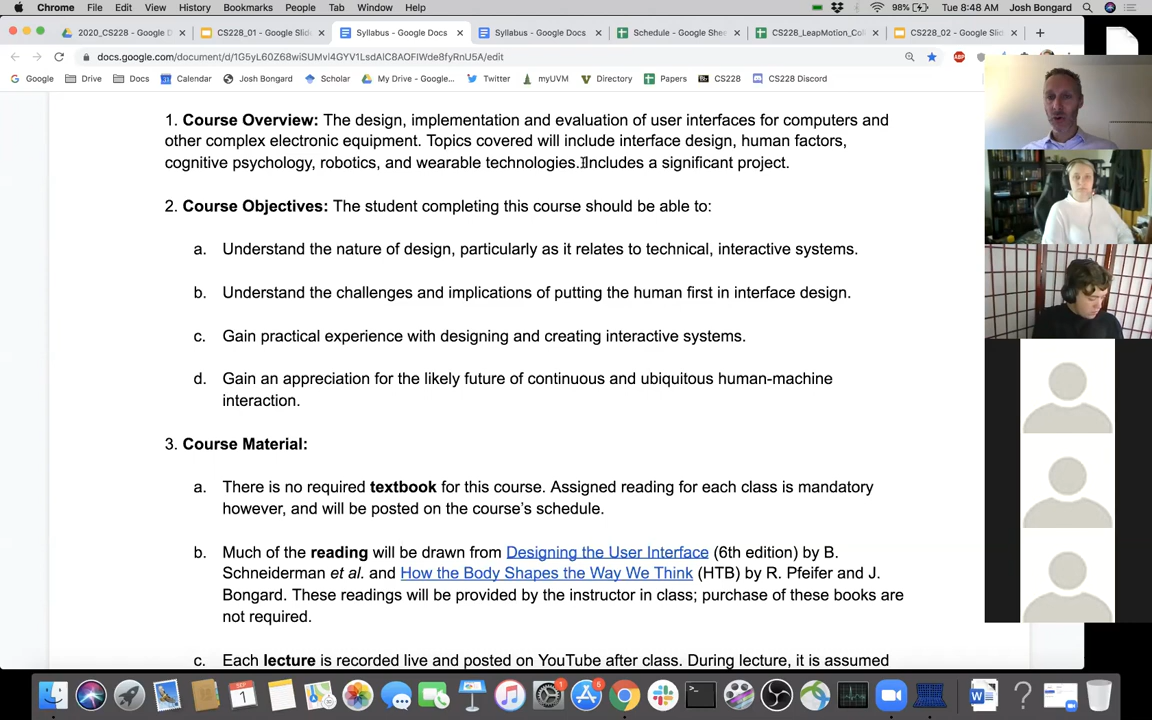 Chrome File Edit View History Bookmarks People Tab Window Help 98% Tue 8:48 AM Josh Bongard
2020_CS228 - Google D CS228_01 - Google Slid Syllabus - Google Docs Syllabus - Google Docs Schedule - Google Shee CS228_LeapMotion_Col CS228_02 - Google Slid
docs.google.com/document/d/1G5yL60Z68wiSUMvl4GYV1LsdAlC8AOFIWde8fyRnU5A/edit
Google Drive Docs Calendar Josh Bongard Scholar My Drive - Google... Twitter myUVM Directory Papers CS228 CS228 Discord
1. Course Overview: The design, implementation and evaluation of user interfaces for computers and
other complex electronic equipment. Topics covered will include interface design, human factors,
cognitive psychology, robotics, and wearable technologies. Includes a significant project.
2. Course Objectives: The student completing this course should be able to:
a. Understand the nature of design, particularly as it relates to technical, interactive systems.
b. Understand the challenges and implications of putting the human first in interface design.
c. Gain practical experience with designing and creating interactive systems.
d. Gain an appreciation for the likely future of continuous and ubiquitous human-machine
interaction.
3. Course Material:
a. There is no required textbook for this course. Assigned reading for each class is mandatory
however, and will be posted on the course's schedule.
b. Much of the reading will be drawn from Designing the User Interface (6th edition) by B.
Schneiderman et al. and How the Body Shapes the Way We Think (HTB) by R. Pfeifer and J.
Bongard. These readings will be provided by the instructor in class; purchase of these books are
not required.
c. Each lecture is recorded live and posted on YouTube after class. During lecture, it is assumed